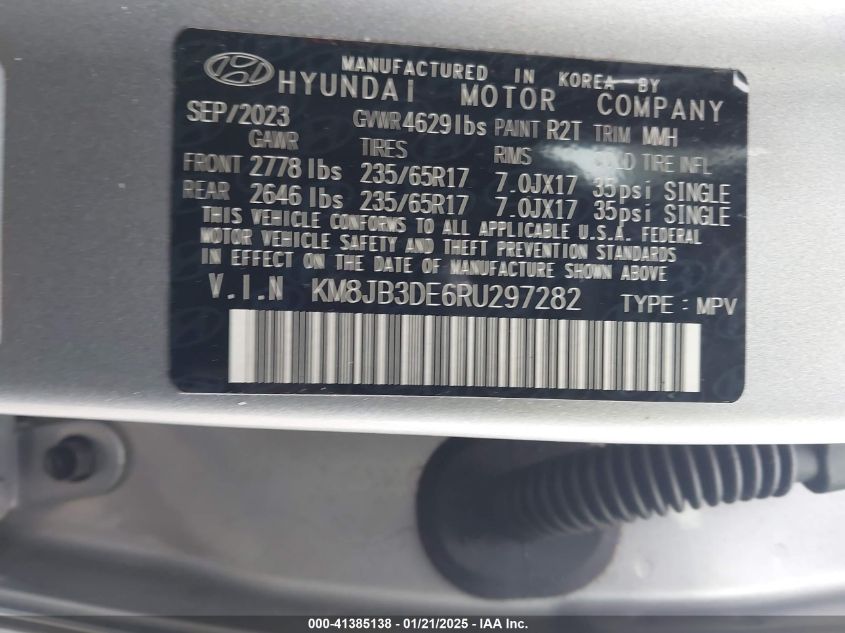 MANUFACTURED IN KOREA BY
HYUNDAI MOTOR COMPANY
SEP/2023 GVWR 4629lbs PAINT R2T TRIM MMH
GAWR TIRES RIMS COLD TIRE INFL
FRONT 2778 lbs 235/65R17 7.0JX17 35psi SINGLE
REAR 2646 lbs 235/65R17 7.0JX17 35psi SINGLE
THIS VEHICLE CONFORMS TO ALL APPLICABLE U.S.A. FEDERAL
MOTOR VEHICLE SAFETY AND THEFT PREVENTION STANDARDS
IN EFFECT ON THE DATE OF MANUFACTURE SHOWN ABOVE
V.I.N KM8JB3DE6RU297282 TYPE : MPV
000-41385138 - 01/21/2025 - IAA Inc.